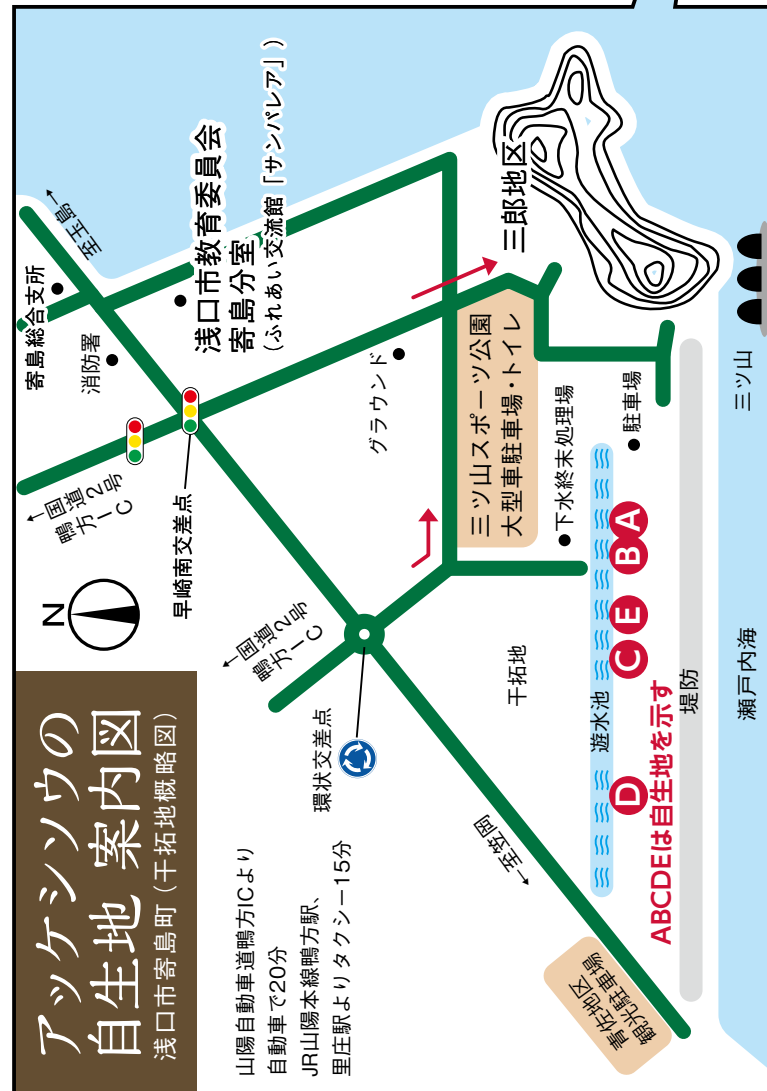 アッケシソウの
自生地 案内図
浅口市寄島町（干拓地概略図）
山陽自動車道鴨方ICより
自動車で20分
JR山陽本線鴨方駅、
里庄駅よりタクシー15分
N
←国道2号
鴨方IC
←国道2号
鴨方IC
至玉島→
寄島総合支所
消防署
浅口市教育委員会
寄島分室
（ふれあい交流館「サンパレア」）
早崎南交差点
環状交差点
グラウンド
三郎地区
三ツ山スポーツ公園
大型車駐車場・トイレ
下水終末処理場
駐車場
干拓地
←至笠岡
青佐地区
観光駐車場
遊水池
D
C
E
B
A
ABCDEは自生地を示す
堤防
瀬戸内海
三ツ山